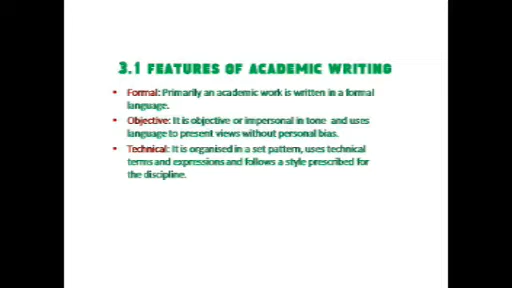 3.1 FEATURES OF ACADEMIC WRITING
• Formal: Primarily an academic work is written in a formal
language.
• Objective: It is objective or impersonal in tone and uses
language to present views without personal bias.
• Technical: It is organised in a set pattern, uses technical
terms and expressions and follows a style prescribed for
the discipline.